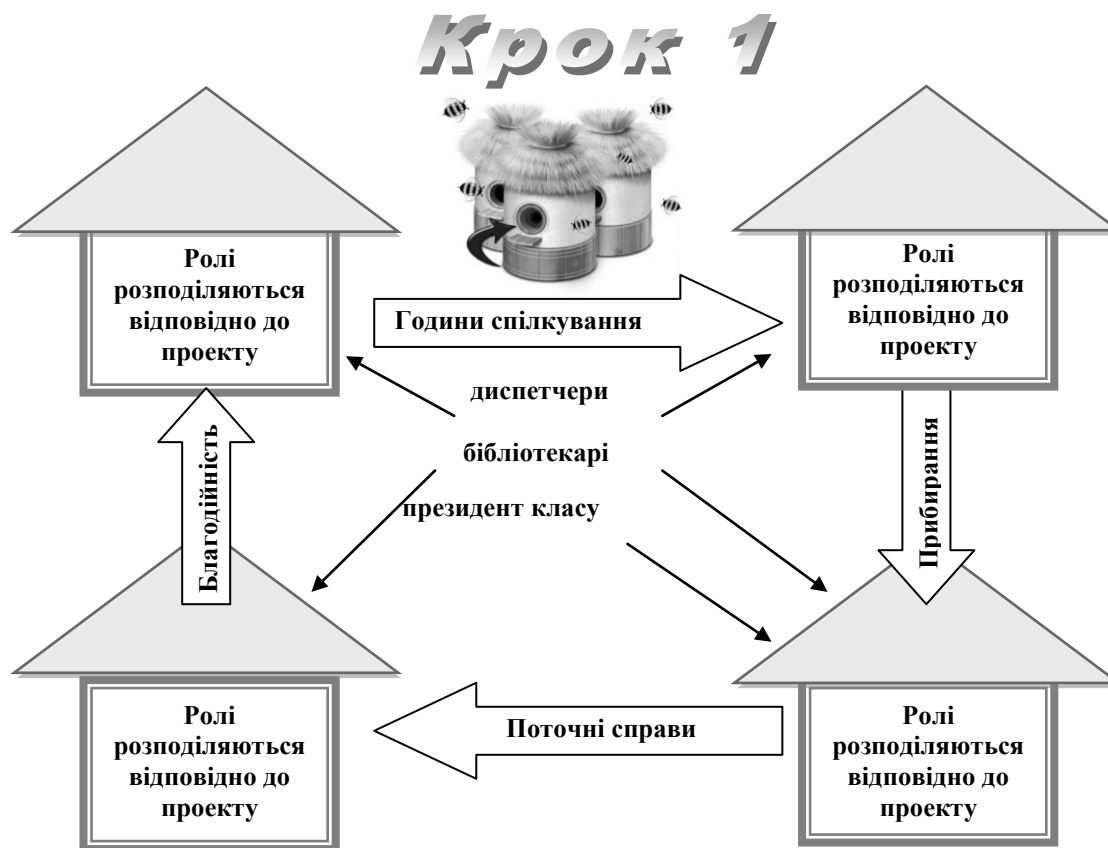 Крок 1
Ролі
розподіляються
відповідно до
проекту
Години спілкування
Ролі
розподіляються
відповідно до
проекту
диспетчери
бібліотекарі
президент класу
Благодійність
Прибирання
Ролі
розподіляються
відповідно до
проекту
Поточні справи
Ролі
розподіляються
відповідно до
проекту